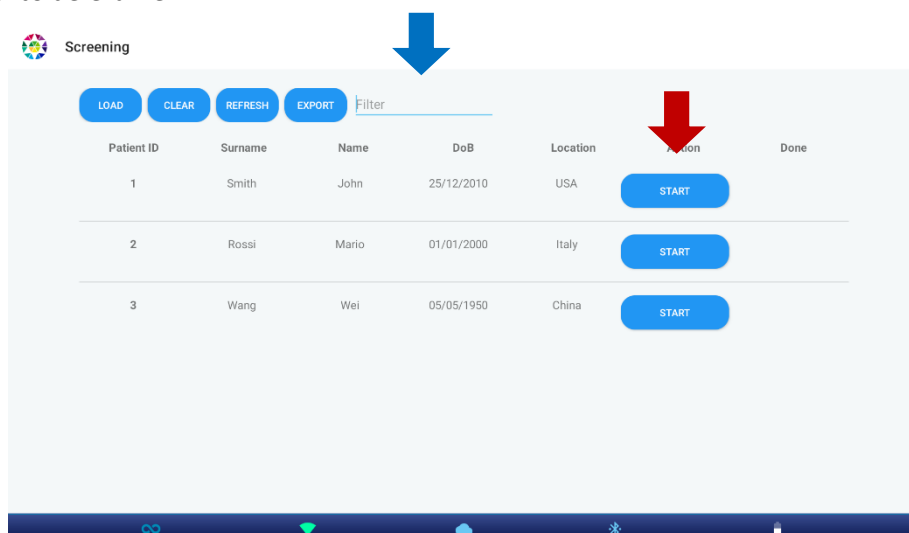 Screening
LOAD CLEAR REFRESH EXPORT Filter
Patient ID Surname Name DoB Location Action Done
1 Smith John 25/12/2010 USA START
2 Rossi Mario 01/01/2000 Italy START
3 Wang Wei 05/05/1950 China START